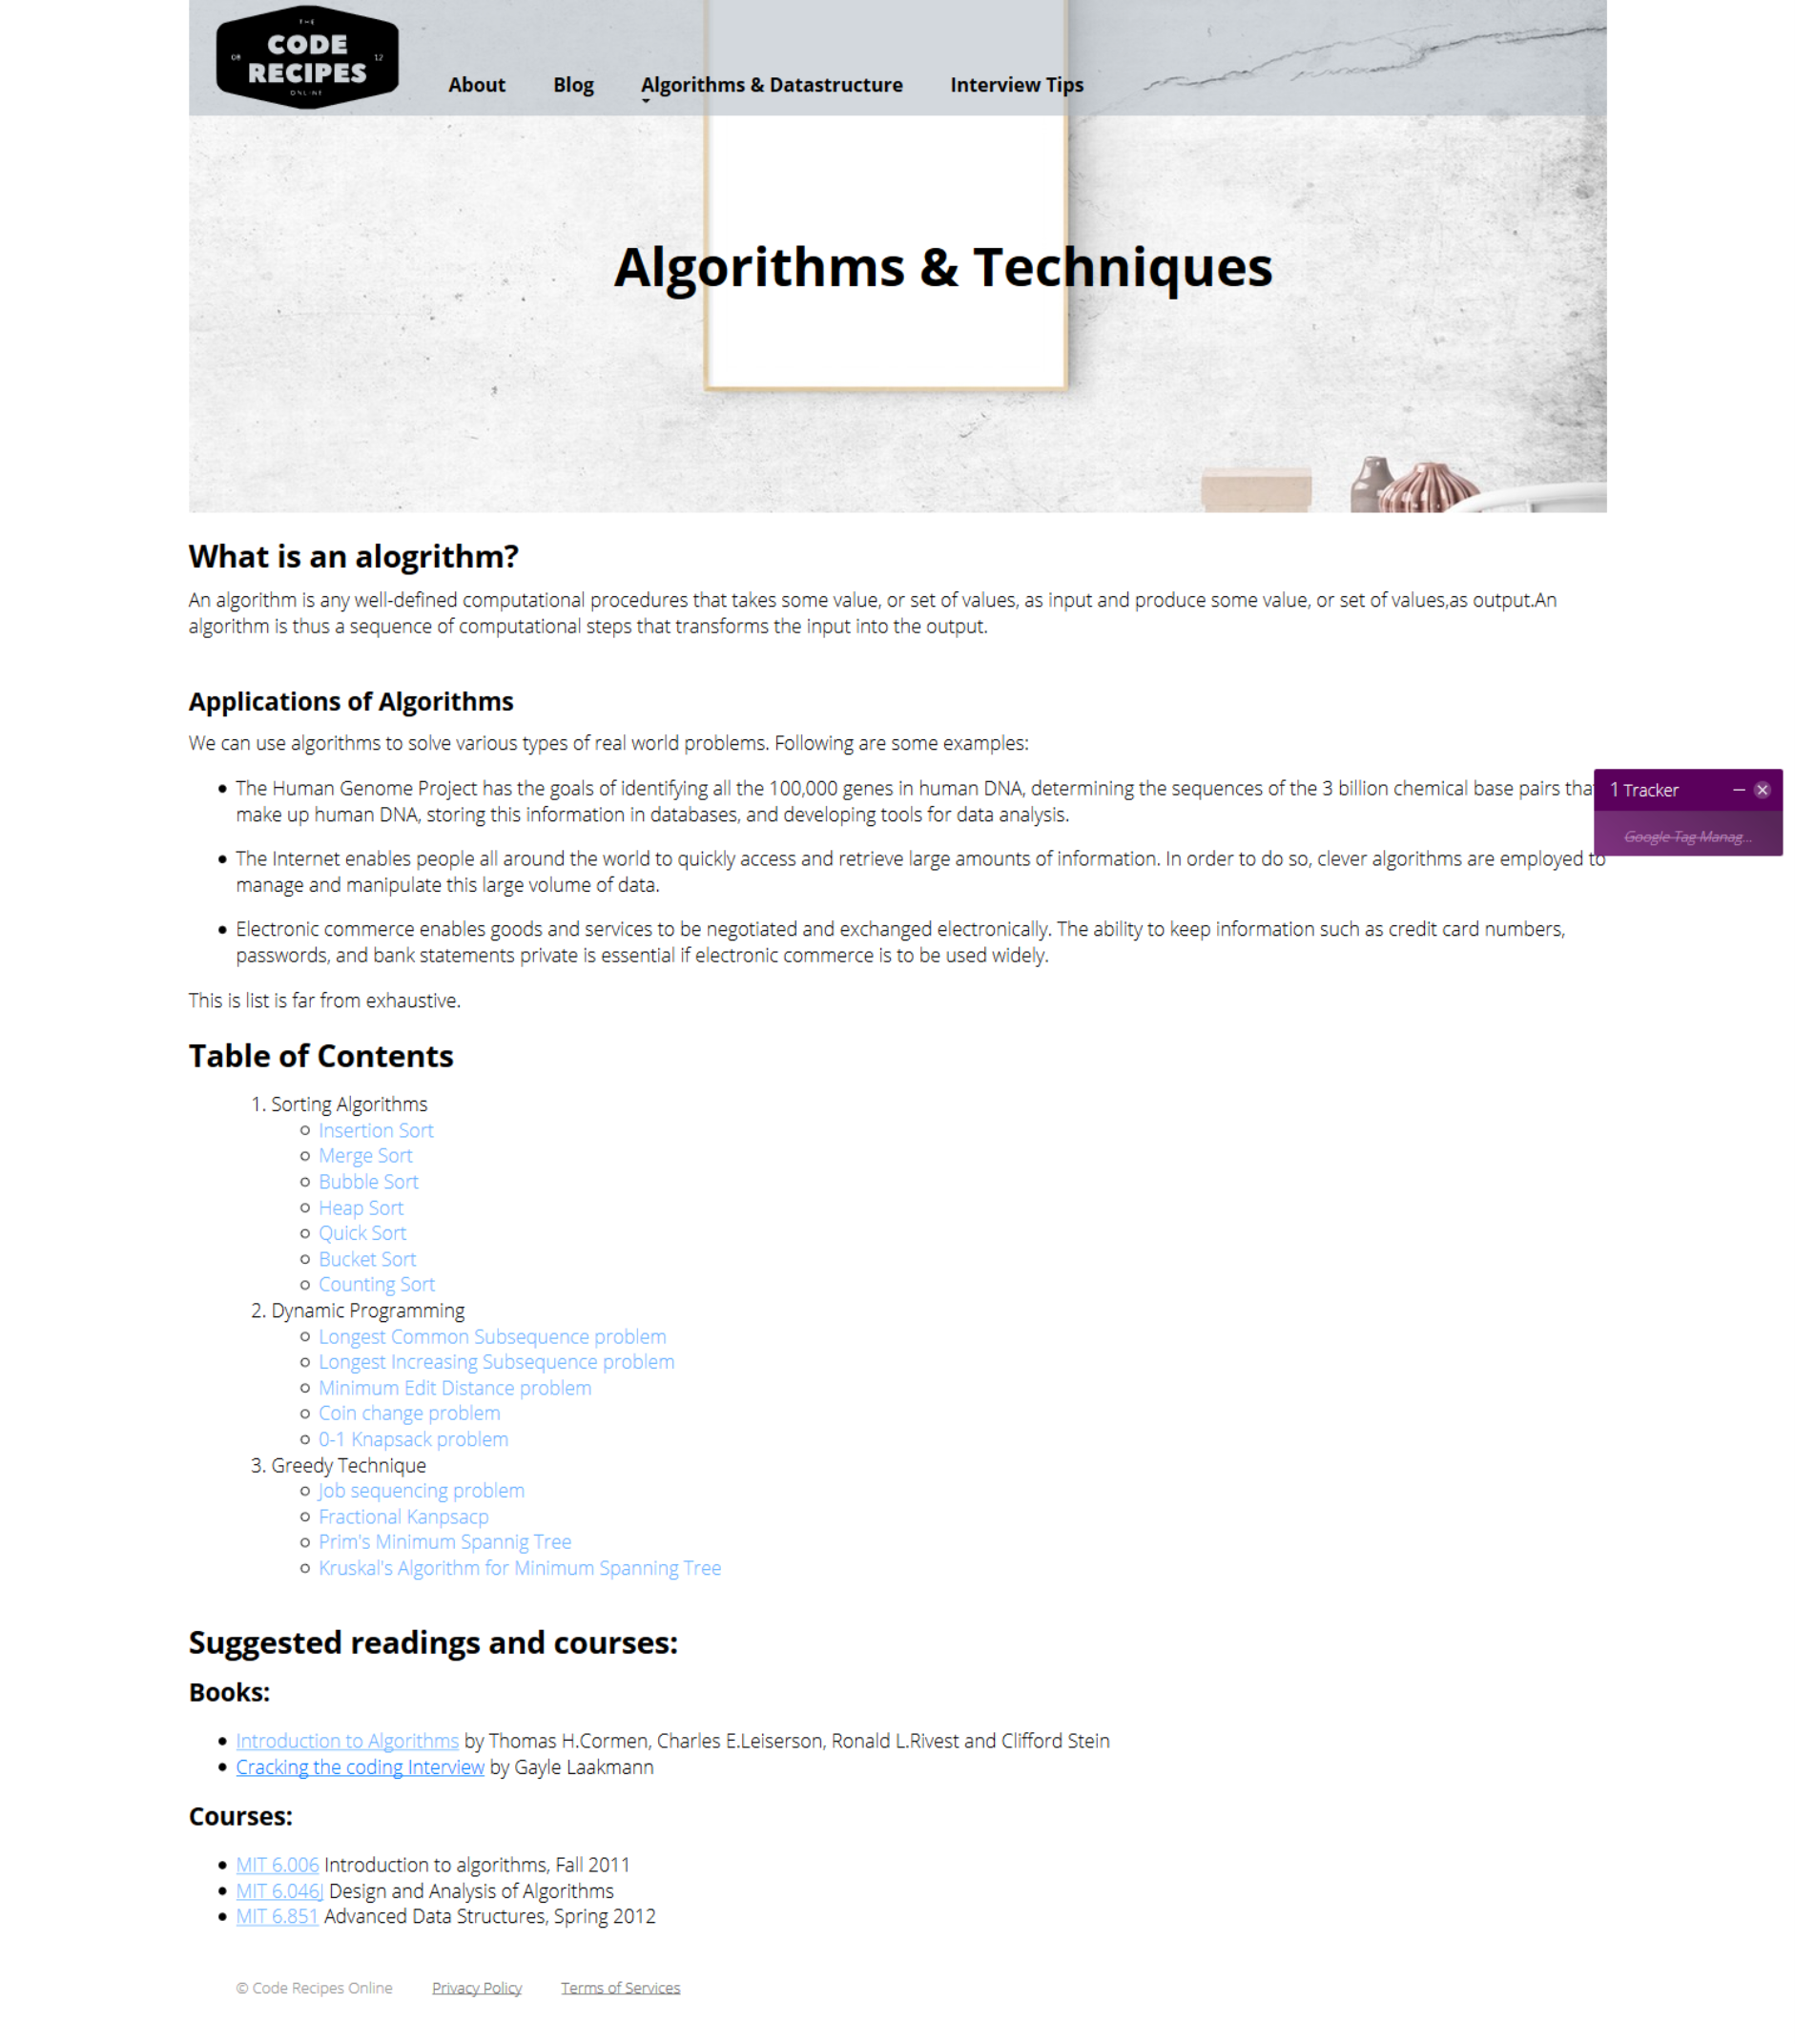 THE
CODE
08 12
RECIPES
ONLINE
About Blog Algorithms & Datastructure Interview Tips
Algorithms & Techniques
What is an alogrithm?
An algorithm is any well-defined computational procedures that takes some value, or set of values, as input and produce some value, or set of values,as output.An
algorithm is thus a sequence of computational steps that transforms the input into the output.
Applications of Algorithms
We can use algorithms to solve various types of real world problems. Following are some examples:
The Human Genome Project has the goals of identifying all the 100,000 genes in human DNA, determining the sequences of the 3 billion chemical base pairs that
make up human DNA, storing this information in databases, and developing tools for data analysis.
1 Tracker
Google Tag Manag...
The Internet enables people all around the world to quickly access and retrieve large amounts of information. In order to do so, clever algorithms are employed to
manage and manipulate this large volume of data.
Electronic commerce enables goods and services to be negotiated and exchanged electronically. The ability to keep information such as credit card numbers,
passwords, and bank statements private is essential if electronic commerce is to be used widely.
This is list is far from exhaustive.
Table of Contents
1. Sorting Algorithms
Insertion Sort
Merge Sort
Bubble Sort
Heap Sort
Quick Sort
Bucket Sort
Counting Sort
2. Dynamic Programming
Longest Common Subsequence problem
Longest Increasing Subsequence problem
Minimum Edit Distance problem
Coin change problem
0-1 Knapsack problem
3. Greedy Technique
Job sequencing problem
Fractional Kanpsacp
Prim's Minimum Spannig Tree
Kruskal's Algorithm for Minimum Spanning Tree
Suggested readings and courses:
Books:
Introduction to Algorithms by Thomas H.Cormen, Charles E.Leiserson, Ronald L.Rivest and Clifford Stein
Cracking the coding Interview by Gayle Laakmann
Courses:
MIT 6.006 Introduction to algorithms, Fall 2011
MIT 6.046J Design and Analysis of Algorithms
MIT 6.851 Advanced Data Structures, Spring 2012
© Code Recipes Online Privacy Policy Terms of Services